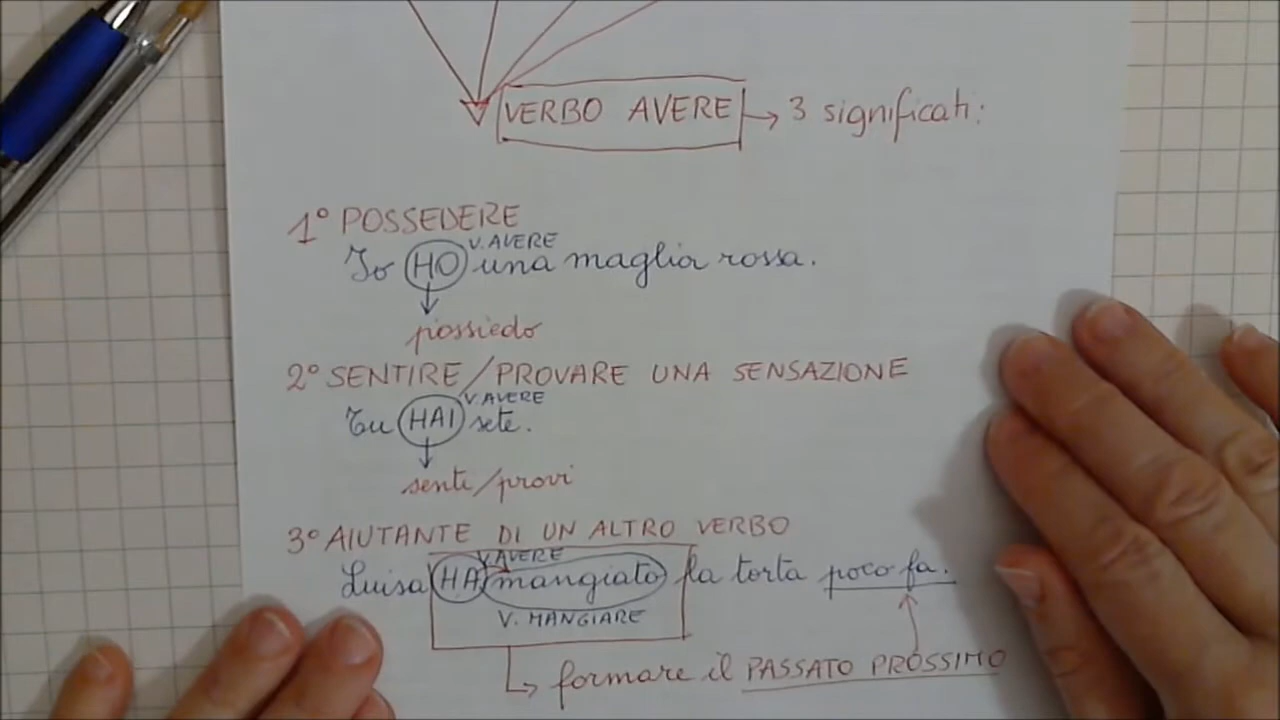 VERBO AVERE → 3 significati:
1° POSSEDERE
V. AVERE
Io HO una maglia rossa.
possiedo
2° SENTIRE/PROVARE UNA SENSAZIONE
V. AVERE
Tu HAI sete.
senti/provi
3° AIUTANTE DI UN ALTRO VERBO
V. AVERE
Luisa HA mangiato la torta poco fa.
V. MANGIARE
formare il PASSATO PROSSIMO